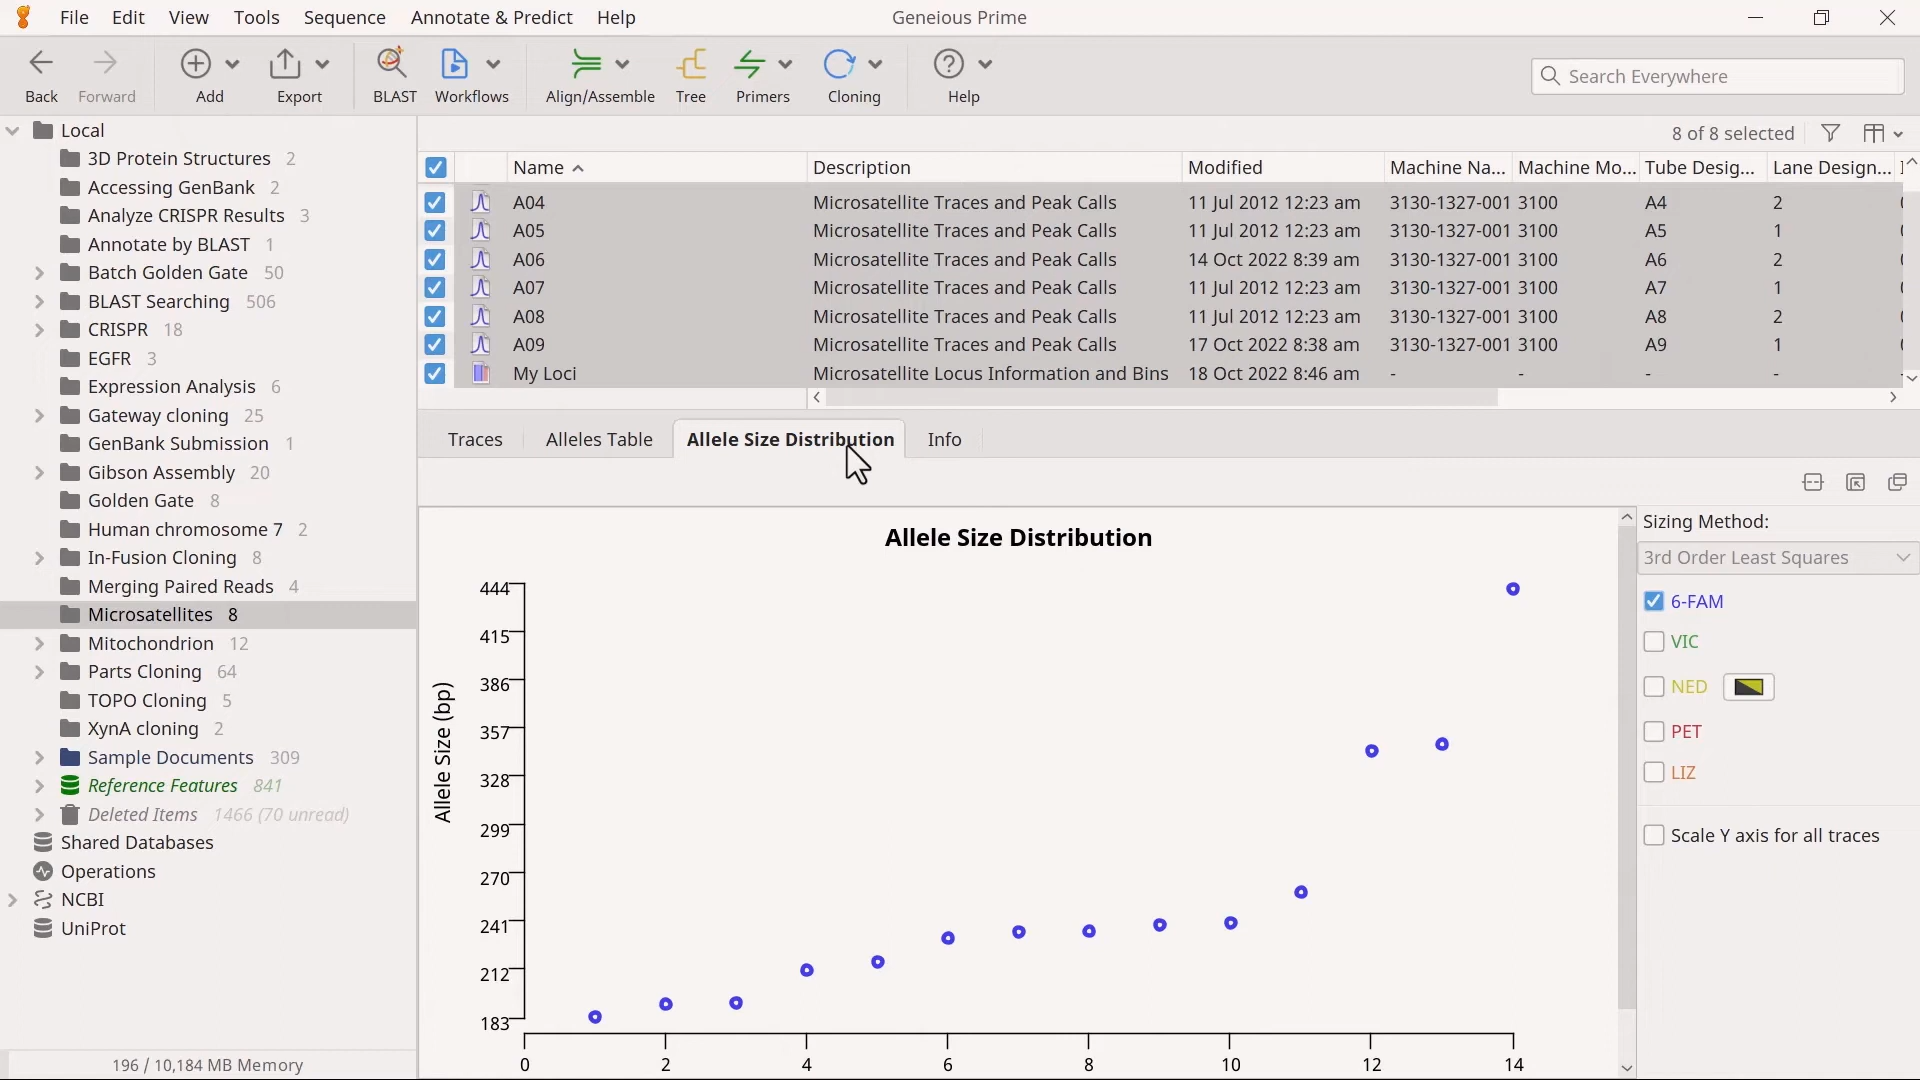 File Edit View Tools Sequence Annotate & Predict Help Geneious Prime
Back Forward Add Export BLAST Workflows Align/Assemble Tree Primers Cloning Help Search Everywhere
Local
3D Protein Structures 2
Accessing GenBank 2
Analyze CRISPR Results 3
Annotate by BLAST 1
Batch Golden Gate 50
BLAST Searching 506
CRISPR 18
EGFR 3
Expression Analysis 6
Gateway cloning 25
GenBank Submission 1
Gibson Assembly 20
Golden Gate 8
Human chromosome 7 2
In-Fusion Cloning 8
Merging Paired Reads 4
Microsatellites 8
Mitochondrion 12
Parts Cloning 64
TOPO Cloning 5
XynA cloning 2
Sample Documents 309
Reference Features 841
Deleted Items 1466 (70 unread)
Shared Databases
Operations
NCBI
UniProt
196 / 10,184 MB Memory
8 of 8 selected
Name Description Modified Machine Na... Machine Mo... Tube Desig... Lane Design...
A04 Microsatellite Traces and Peak Calls 11 Jul 2012 12:23 am 3130-1327-001 3100 A4 2
A05 Microsatellite Traces and Peak Calls 11 Jul 2012 12:23 am 3130-1327-001 3100 A5 1
A06 Microsatellite Traces and Peak Calls 14 Oct 2022 8:39 am 3130-1327-001 3100 A6 2
A07 Microsatellite Traces and Peak Calls 11 Jul 2012 12:23 am 3130-1327-001 3100 A7 1
A08 Microsatellite Traces and Peak Calls 11 Jul 2012 12:23 am 3130-1327-001 3100 A8 2
A09 Microsatellite Traces and Peak Calls 17 Oct 2022 8:38 am 3130-1327-001 3100 A9 1
My Loci Microsatellite Locus Information and Bins 18 Oct 2022 8:46 am - - - -
Traces Alleles Table Allele Size Distribution Info
Allele Size Distribution
Allele Size (bp)
444
415
386
357
328
299
270
241
212
183
0 2 4 6 8 10 12 14
Sizing Method:
3rd Order Least Squares
6-FAM
VIC
NED
PET
LIZ
Scale Y axis for all traces